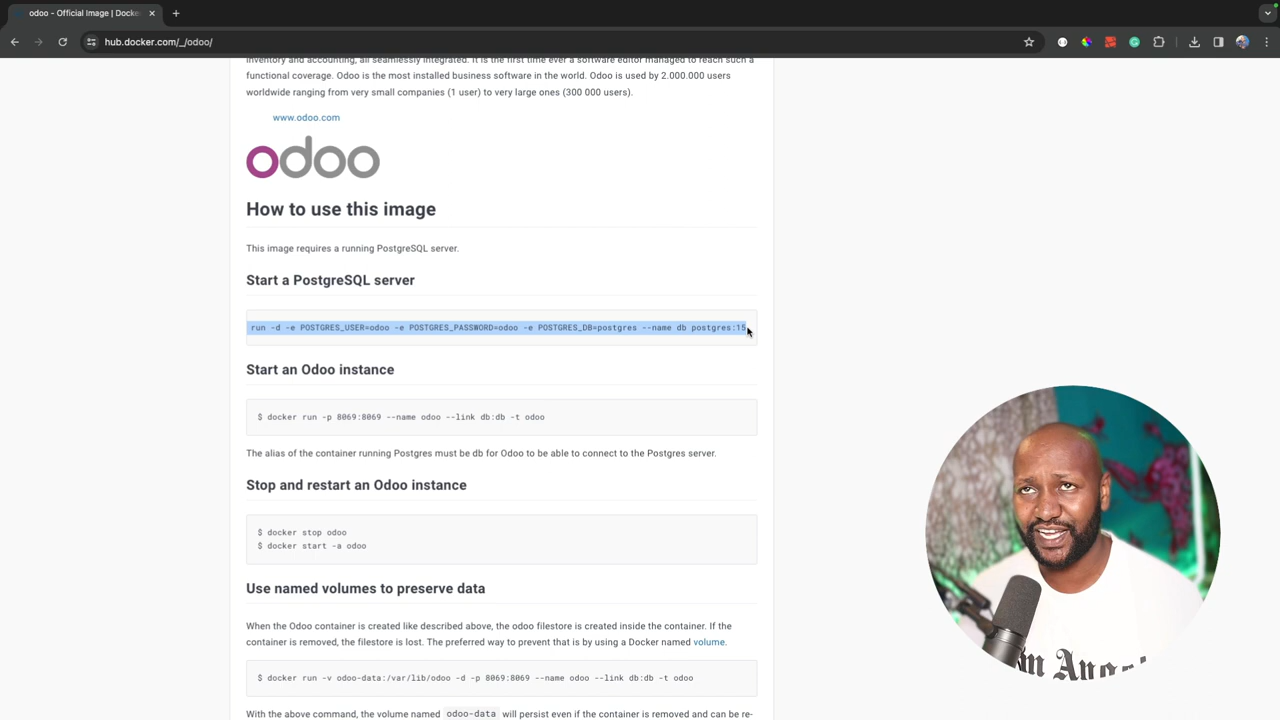 odoo - Official Image | Docke
hub.docker.com/_/odoo/
inventory and accounting, all seamlessly integrated. It is the first time ever a software editor managed to reach such a
functional coverage. Odoo is the most installed business software in the world. Odoo is used by 2.000.000 users
worldwide ranging from very small companies (1 user) to very large ones (300 000 users).
www.odoo.com
odoo
How to use this image
This image requires a running PostgreSQL server.
Start a PostgreSQL server
run -d -e POSTGRES_USER=odoo -e POSTGRES_PASSWORD=odoo -e POSTGRES_DB=postgres --name db postgres:15
Start an Odoo instance
$ docker run -p 8069:8069 --name odoo --link db:db -t odoo
The alias of the container running Postgres must be db for Odoo to be able to connect to the Postgres server.
Stop and restart an Odoo instance
$ docker stop odoo
$ docker start -a odoo
Use named volumes to preserve data
When the Odoo container is created like described above, the odoo filestore is created inside the container. If the
container is removed, the filestore is lost. The preferred way to prevent that is by using a Docker named volume.
$ docker run -v odoo-data:/var/lib/odoo -d -p 8069:8069 --name odoo --link db:db -t odoo
With the above command, the volume named odoo-data will persist even if the container is removed and can be re-